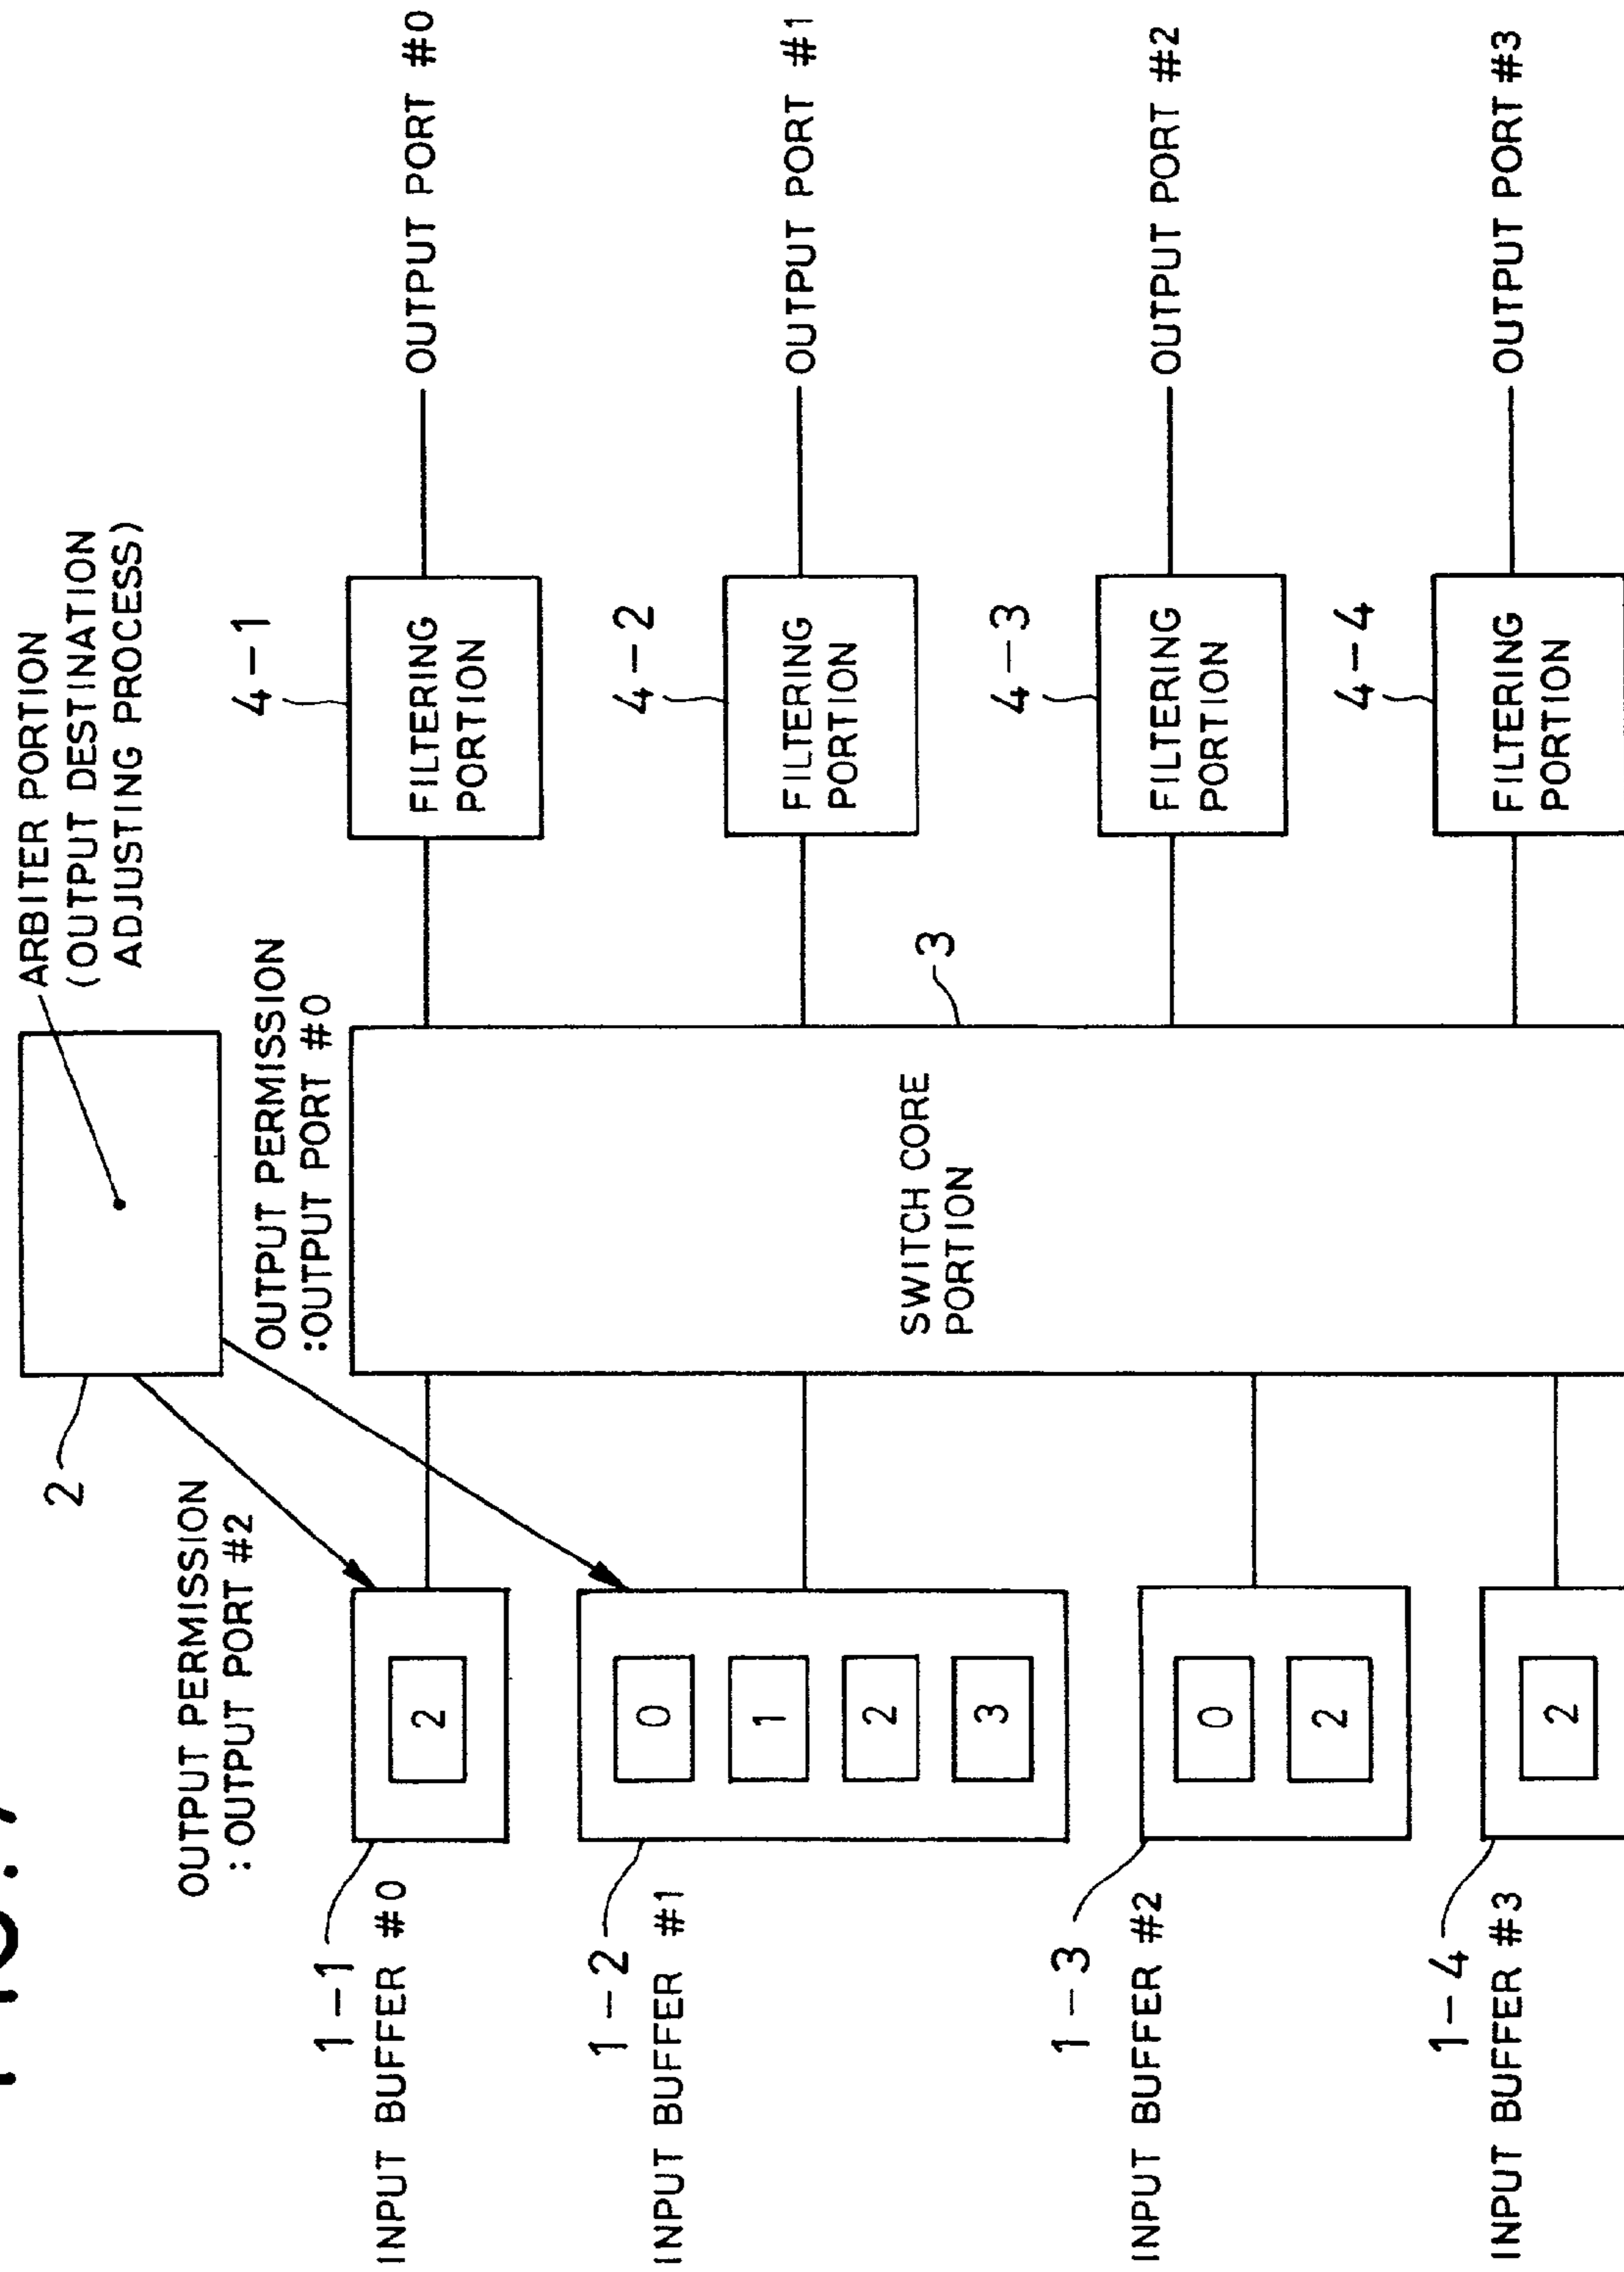 ARBITER PORTION
(OUTPUT DESTINATION
ADJUSTING PROCESS)
2
OUTPUT PERMISSION
: OUTPUT PORT #2
OUTPUT PERMISSION
:OUTPUT PORT #0
1-1
INPUT BUFFER #0
2
4-1
FILTERING
PORTION
OUTPUT PORT #0
1-2
INPUT BUFFER #1
0
1
2
3
4-2
FILTERING
PORTION
OUTPUT PORT #1
SWITCH CORE
PORTION
3
1-3
INPUT BUFFER #2
0
2
4-3
FILTERING
PORTION
OUTPUT PORT #2
1-4
INPUT BUFFER #3
2
4-4
FILTERING
PORTION
OUTPUT PORT #3